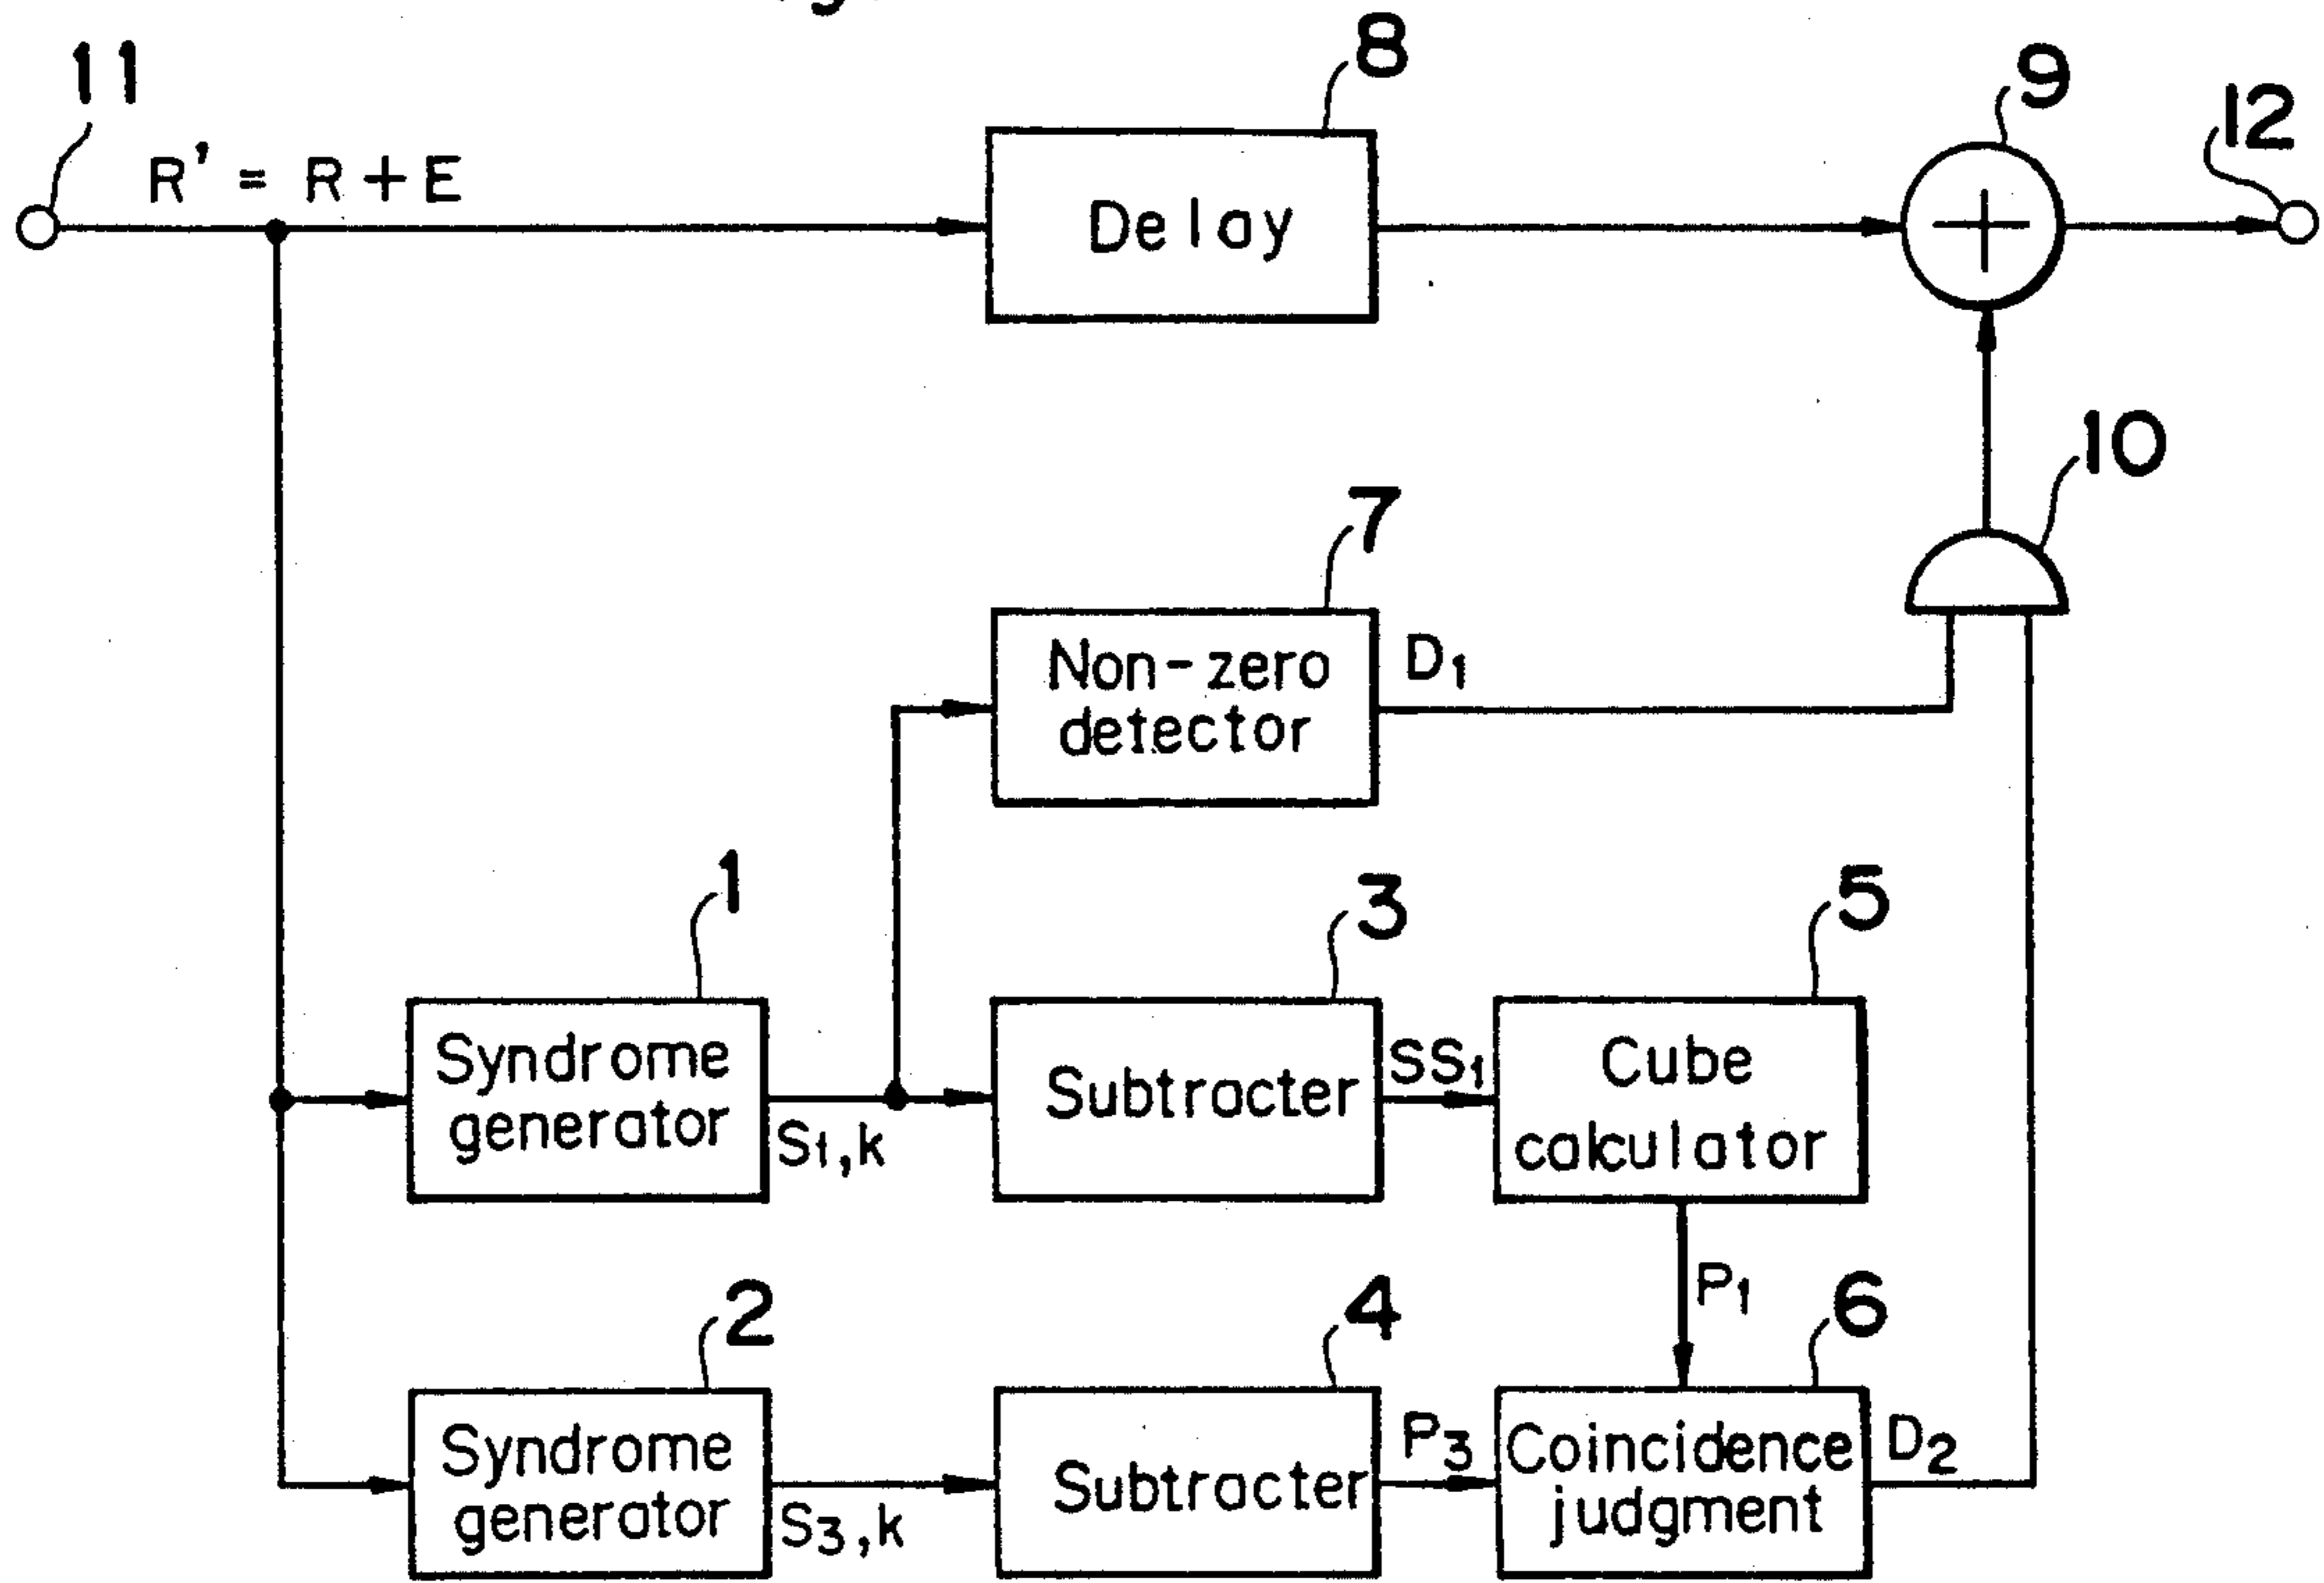 11
R' = R + E
8
Delay
9
12
10
7
Non-zero
detector
D1
1
Syndrome
generator
S1,k
3
Subtracter
SS1
5
Cube
calculator
P1
2
Syndrome
generator
S3,k
4
Subtracter
P3
6
Coincidence
judgment
D2